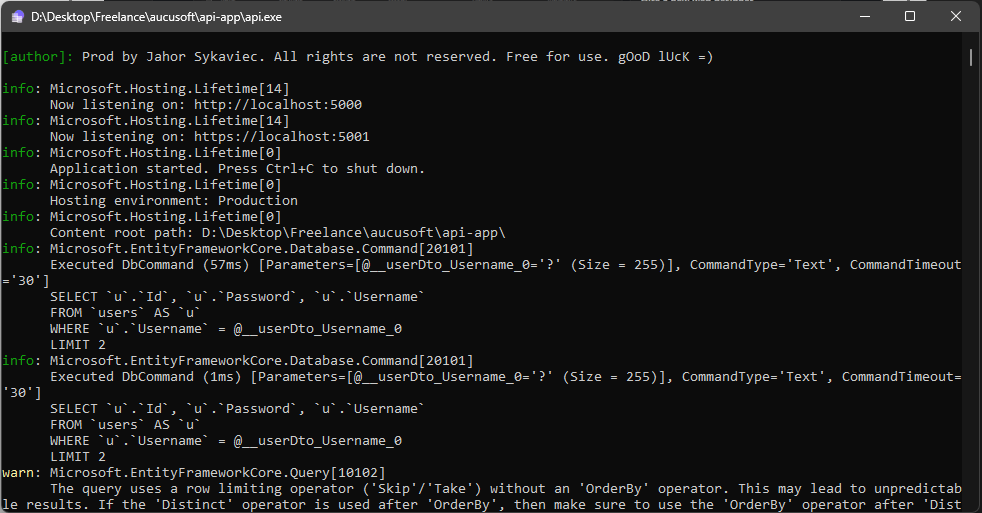 D:\Desktop\Freelance\aucusoft\api-app\api.exe
[author]: Prod by Jahor Sykaviec. All rights are not reserved. Free for use. gOoD lUcK =)
info: Microsoft.Hosting.Lifetime[14]
Now listening on: http://localhost:5000
info: Microsoft.Hosting.Lifetime[14]
Now listening on: https://localhost:5001
info: Microsoft.Hosting.Lifetime[0]
Application started. Press Ctrl+C to shut down.
info: Microsoft.Hosting.Lifetime[0]
Hosting environment: Production
info: Microsoft.Hosting.Lifetime[0]
Content root path: D:\Desktop\Freelance\aucusoft\api-app\
info: Microsoft.EntityFrameworkCore.Database.Command[20101]
Executed DbCommand (57ms) [Parameters=[@__userDto_Username_0='?' (Size = 255)], CommandType='Text', CommandTimeout
='30']
SELECT `u`.`Id`, `u`.`Password`, `u`.`Username`
FROM `users` AS `u`
WHERE `u`.`Username` = @__userDto_Username_0
LIMIT 2
info: Microsoft.EntityFrameworkCore.Database.Command[20101]
Executed DbCommand (1ms) [Parameters=[@__userDto_Username_0='?' (Size = 255)], CommandType='Text', CommandTimeout=
'30']
SELECT `u`.`Id`, `u`.`Password`, `u`.`Username`
FROM `users` AS `u`
WHERE `u`.`Username` = @__userDto_Username_0
LIMIT 2
warn: Microsoft.EntityFrameworkCore.Query[10102]
The query uses a row limiting operator ('Skip'/'Take') without an 'OrderBy' operator. This may lead to unpredictab
le results. If the 'Distinct' operator is used after 'OrderBy', then make sure to use the 'OrderBy' operator after 'Dist